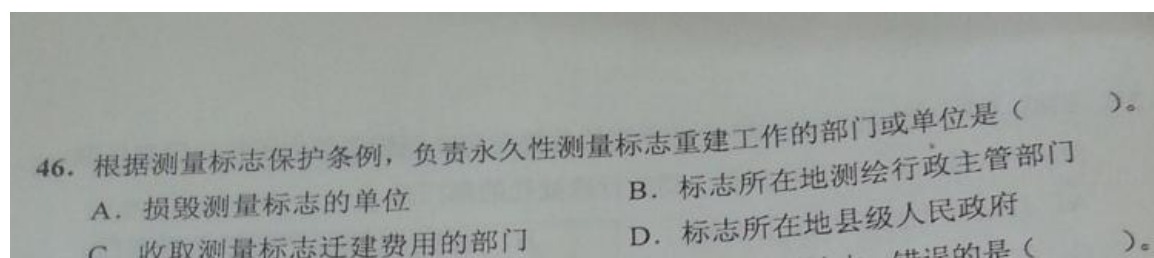 46. 根据测量标志保护条例，负责永久性测量标志重建工作的部门或单位是（　　）。
A. 损毁测量标志的单位　　B. 标志所在地测绘行政主管部门
C. 收取测量标志迁建费用的部门　　D. 标志所在地县级人民政府
错误的是（　　）。